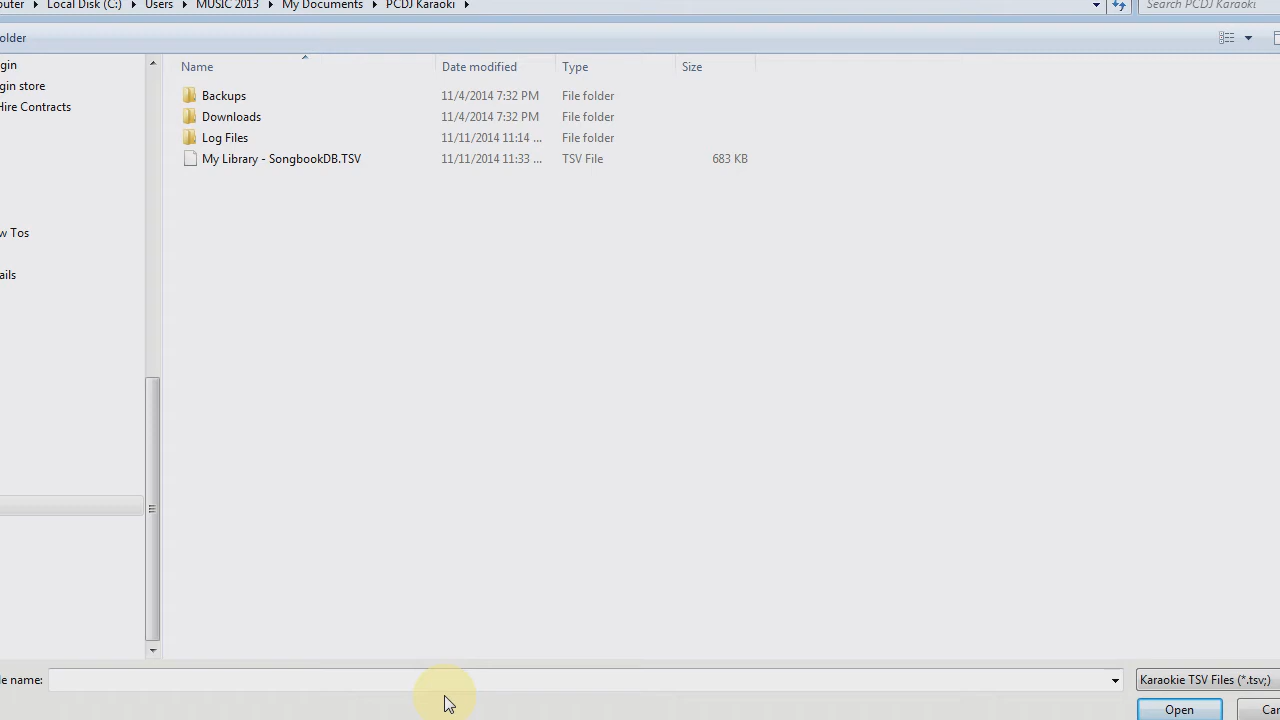 outer Local Disk (C:) Users MUSIC 2013 My Documents PCDJ Karaoki Search PCDJ Karaoki
older
gin
gin store
Hire Contracts
w Tos
ails
Name Date modified Type Size
Backups 11/4/2014 7:32 PM File folder
Downloads 11/4/2014 7:32 PM File folder
Log Files 11/11/2014 11:14 ... File folder
My Library - SongbookDB.TSV 11/11/2014 11:33 ... TSV File 683 KB
le name: Karaokie TSV Files (*.tsv;)
Open Can